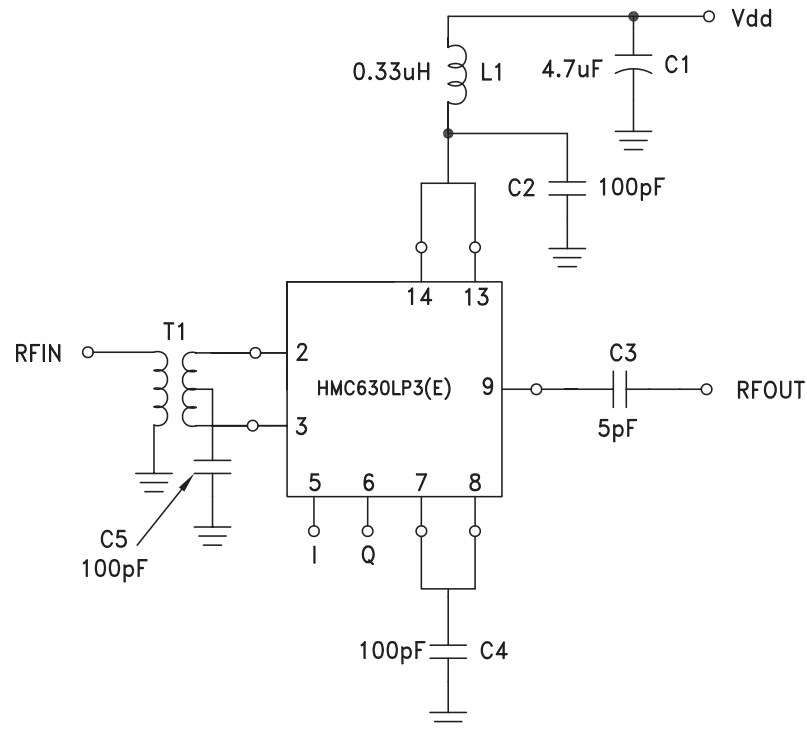 Vdd
0.33uH L1
4.7uF C1
C2 100pF
14 13
T1
RFIN
2
HMC630LP3(E)
9
C3
RFOUT
5pF
3
5 6 7 8
I Q
C5
100pF
100pF C4